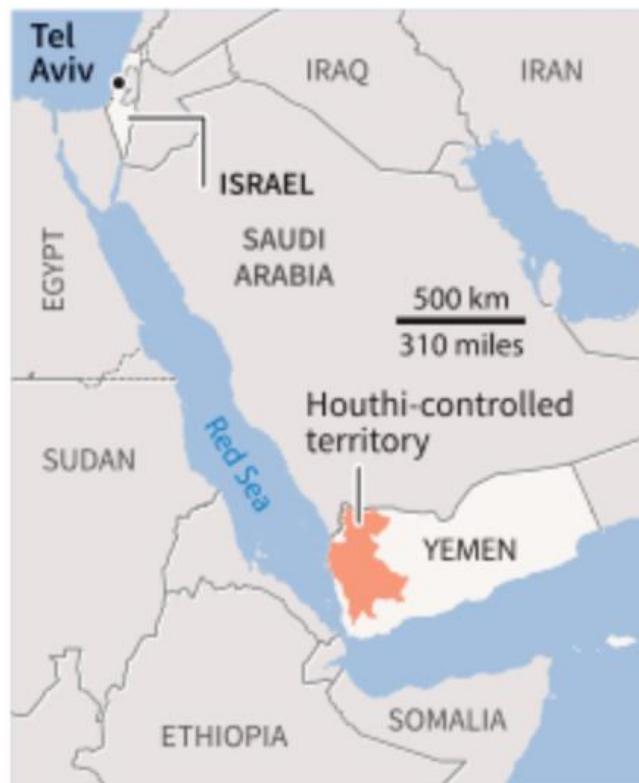 Tel
Aviv
IRAQ
IRAN
ISRAEL
SAUDI
ARABIA
EGYPT
500 km
310 miles
Houthi-controlled
territory
Red Sea
SUDAN
YEMEN
ETHIOPIA
SOMALIA